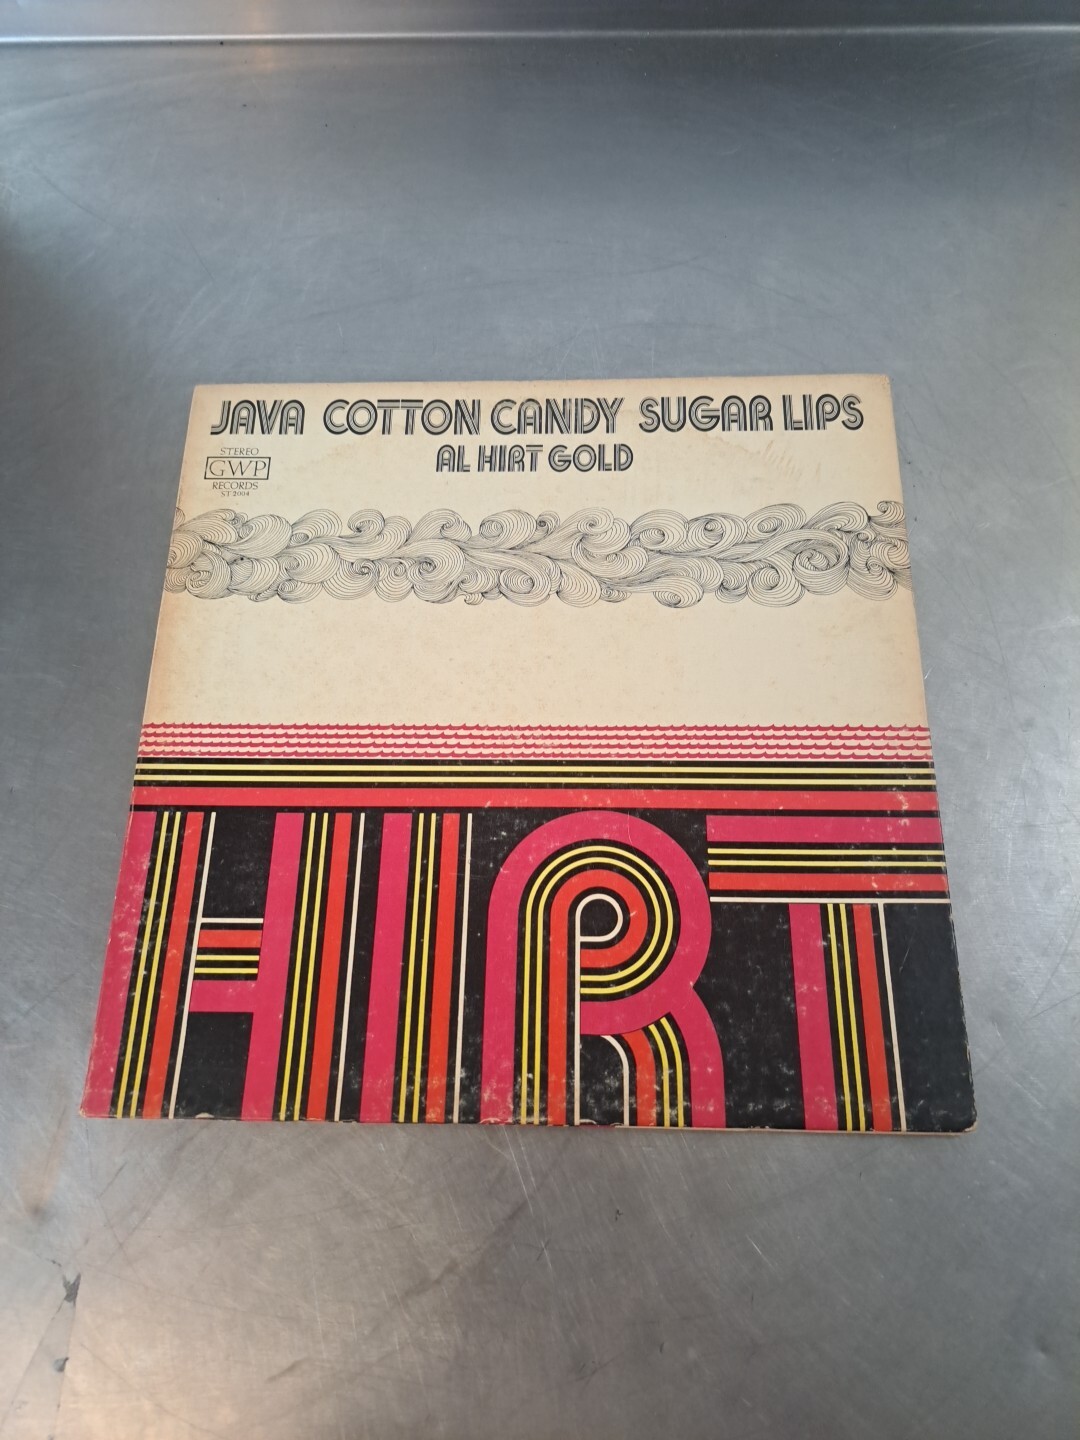 JAVA COTTON CANDY SUGAR LIPS
AL HIRT GOLD
STEREO
GWP
RECORDS
ST 2004
HIRT